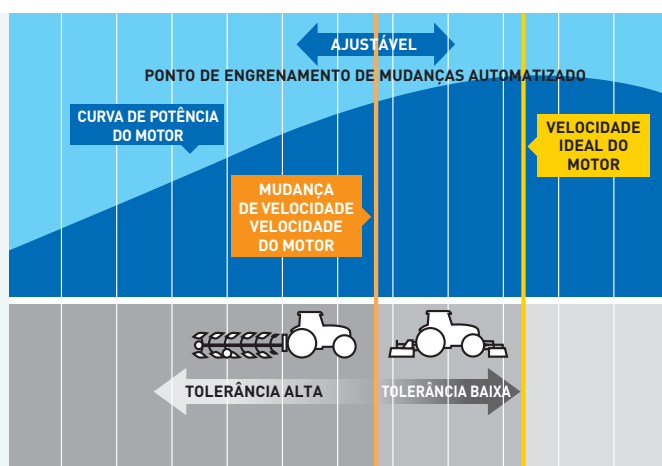 AJUSTÁVEL
PONTO DE ENGRENAMENTO DE MUDANÇAS AUTOMATIZADO
CURVA DE POTÊNCIA
DO MOTOR
VELOCIDADE
IDEAL DO
MOTOR
MUDANÇA
DE VELOCIDADE
VELOCIDADE
DO MOTOR
TOLERÂNCIA ALTA
TOLERÂNCIA BAIXA